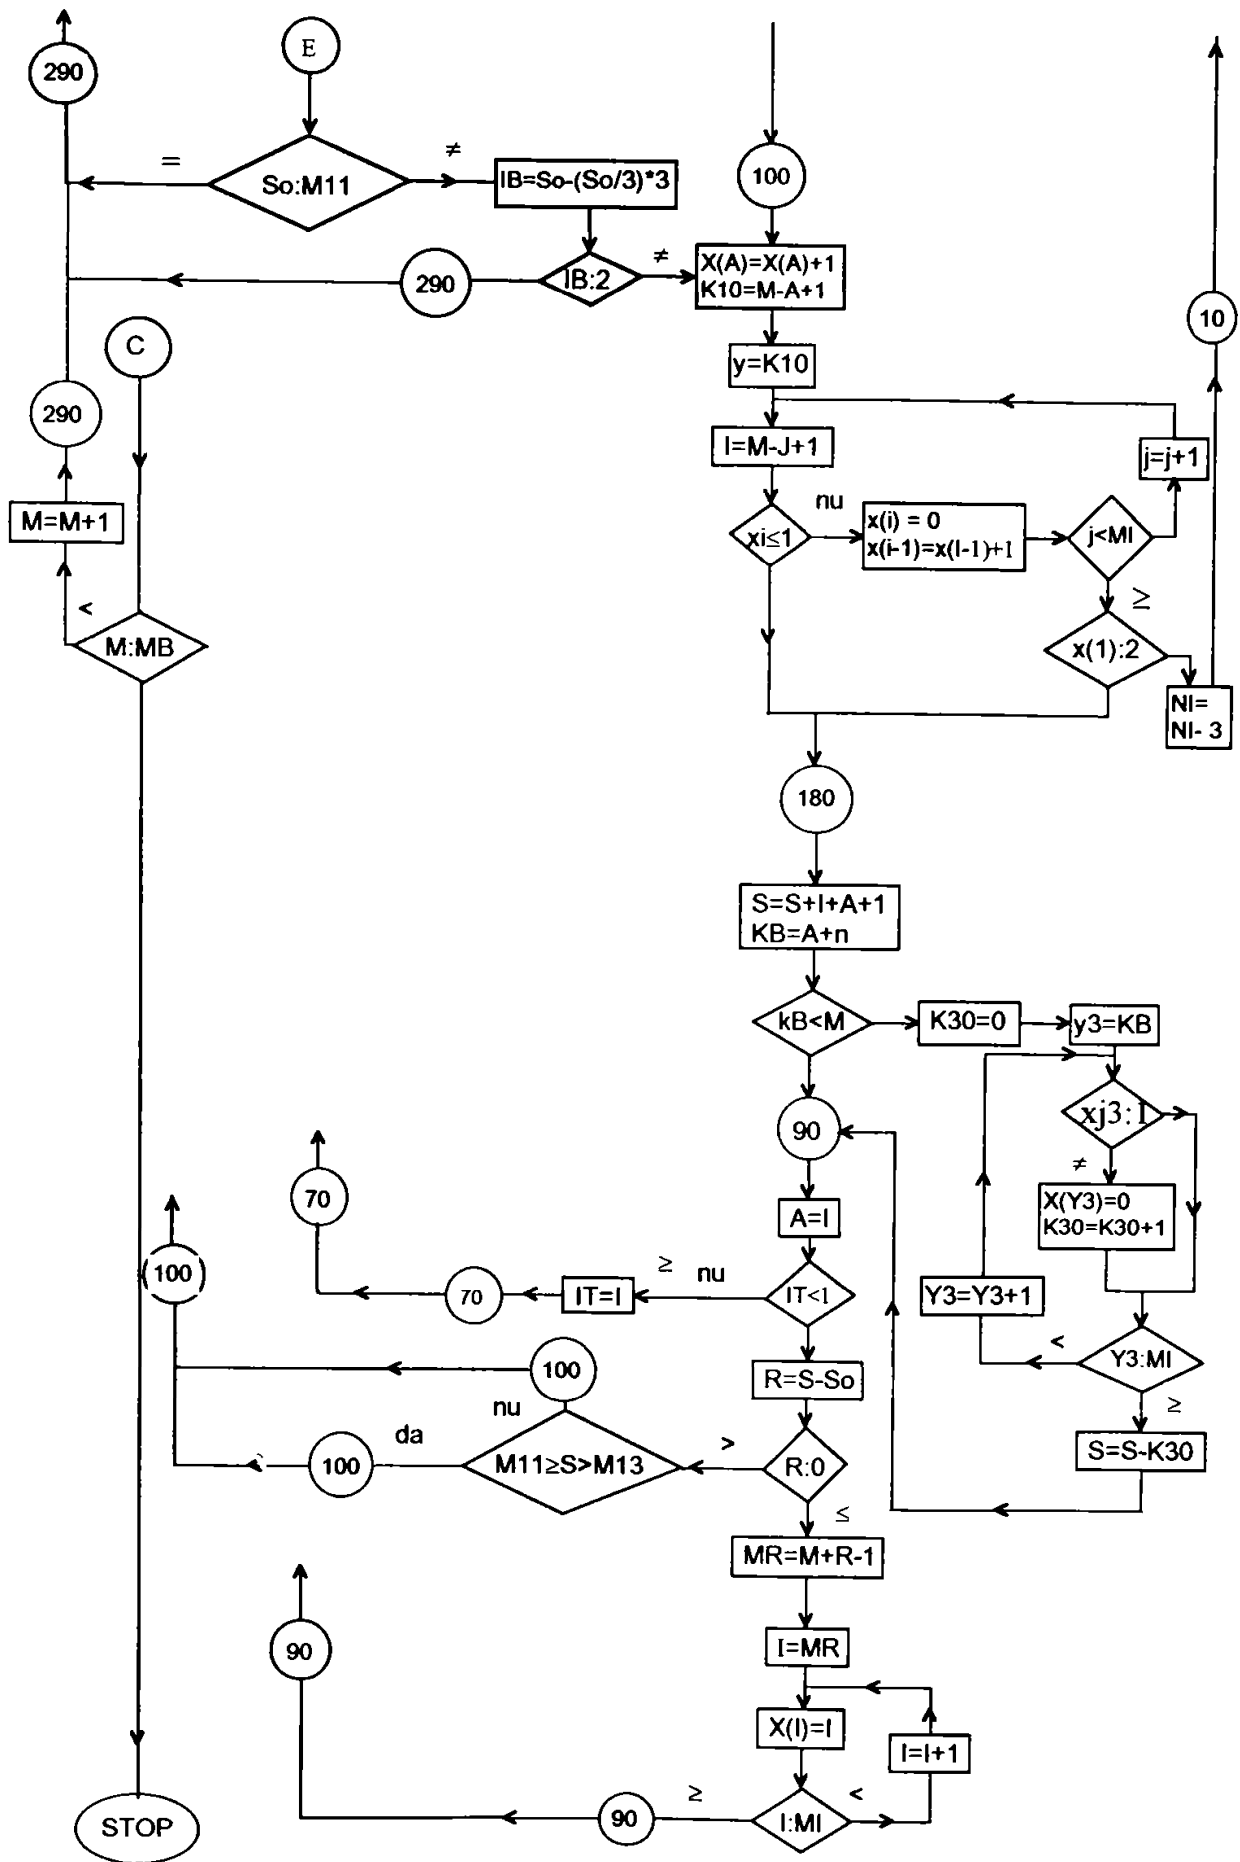 290
E
=
So:M11
≠
IB=So-(So/3)*3
100
290
IB:2
≠
X(A)=X(A)+1
K10=M-A+1
10
C
y=K10
290
I=M-J+1
j=j+1
M=M+1
nu
xi≤1
x(i) = 0
x(i-1)=x(I-1)+1
j<MI
<
≥
M:MB
x(1):2
NI=
NI- 3
180
S=S+I+A+1
KB=A+n
kB<M
K30=0
y3=KB
90
xj3:1
≠
70
X(Y3)=0
K30=K30+1
A=I
100
≥
nu
70
IT=I
IT<1
Y3=Y3+1
<
Y3:MI
100
R=S-So
nu
≥
da
100
M11≥S>M13
>
R:0
S=S-K30
≤
MR=M+R-1
90
I=MR
X(I)=I
I=I+1
STOP
90
≥
I:MI
<